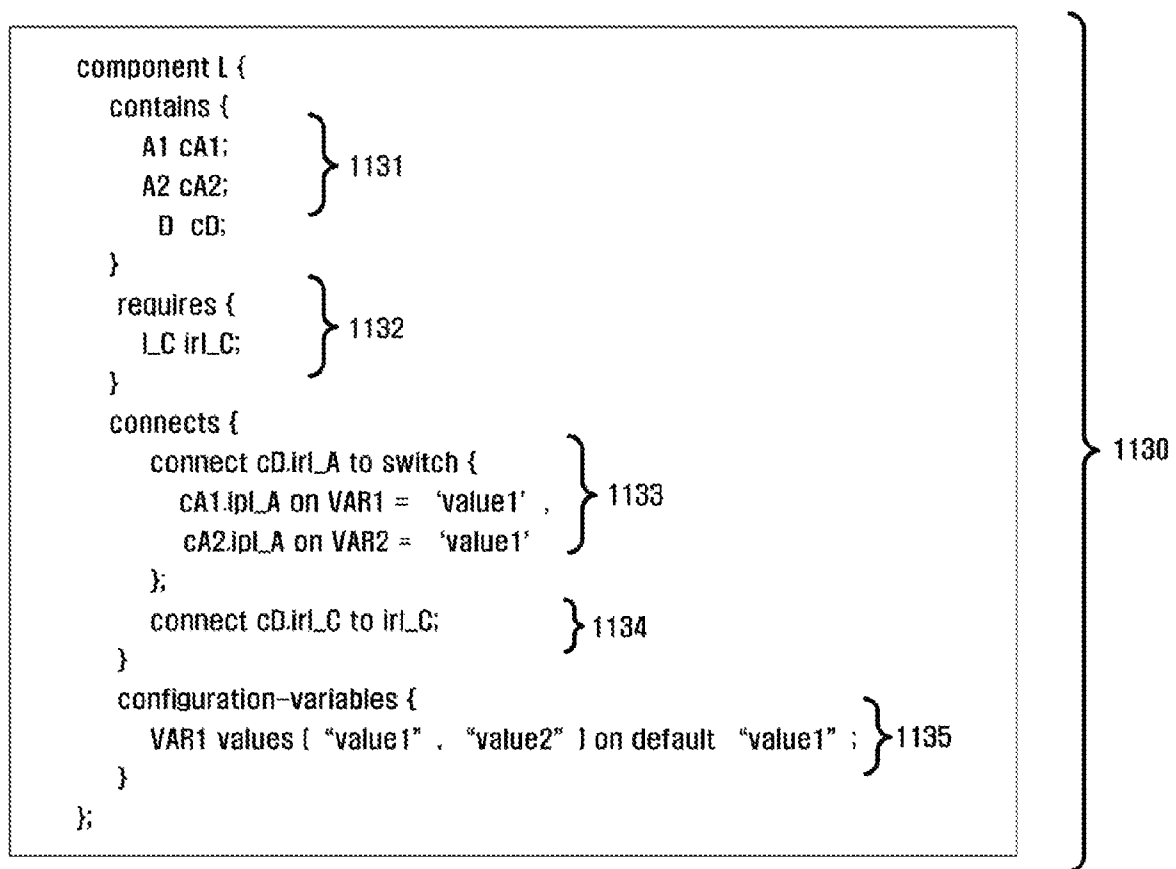 component L {
contains {
A1 cA1;
A2 cA2;
D cD;
}
1131
requires {
I_C irI_C;
}
1132
connects {
connect cD.irI_A to switch {
cA1.ipI_A on VAR1 = ‘value1’ ,
cA2.ipI_A on VAR2 = ‘value1’
};
1133
connect cD.irI_C to irI_C;
1134
}
configuration-variables {
VAR1 values ( “value1” , “value2” ) on default “value1” ;
1135
}
};
1130